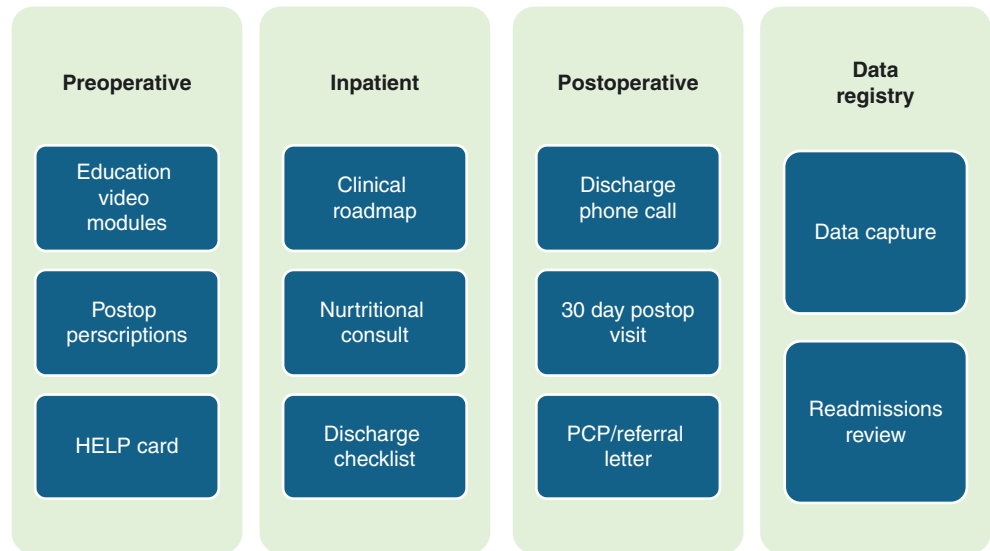 Preoperative
Education
video
modules
Postop
perscriptions
HELP card
Inpatient
Clinical
roadmap
Nurtritional
consult
Discharge
checklist
Postoperative
Discharge
phone call
30 day postop
visit
PCP/referral
letter
Data
registry
Data capture
Readmissions
review